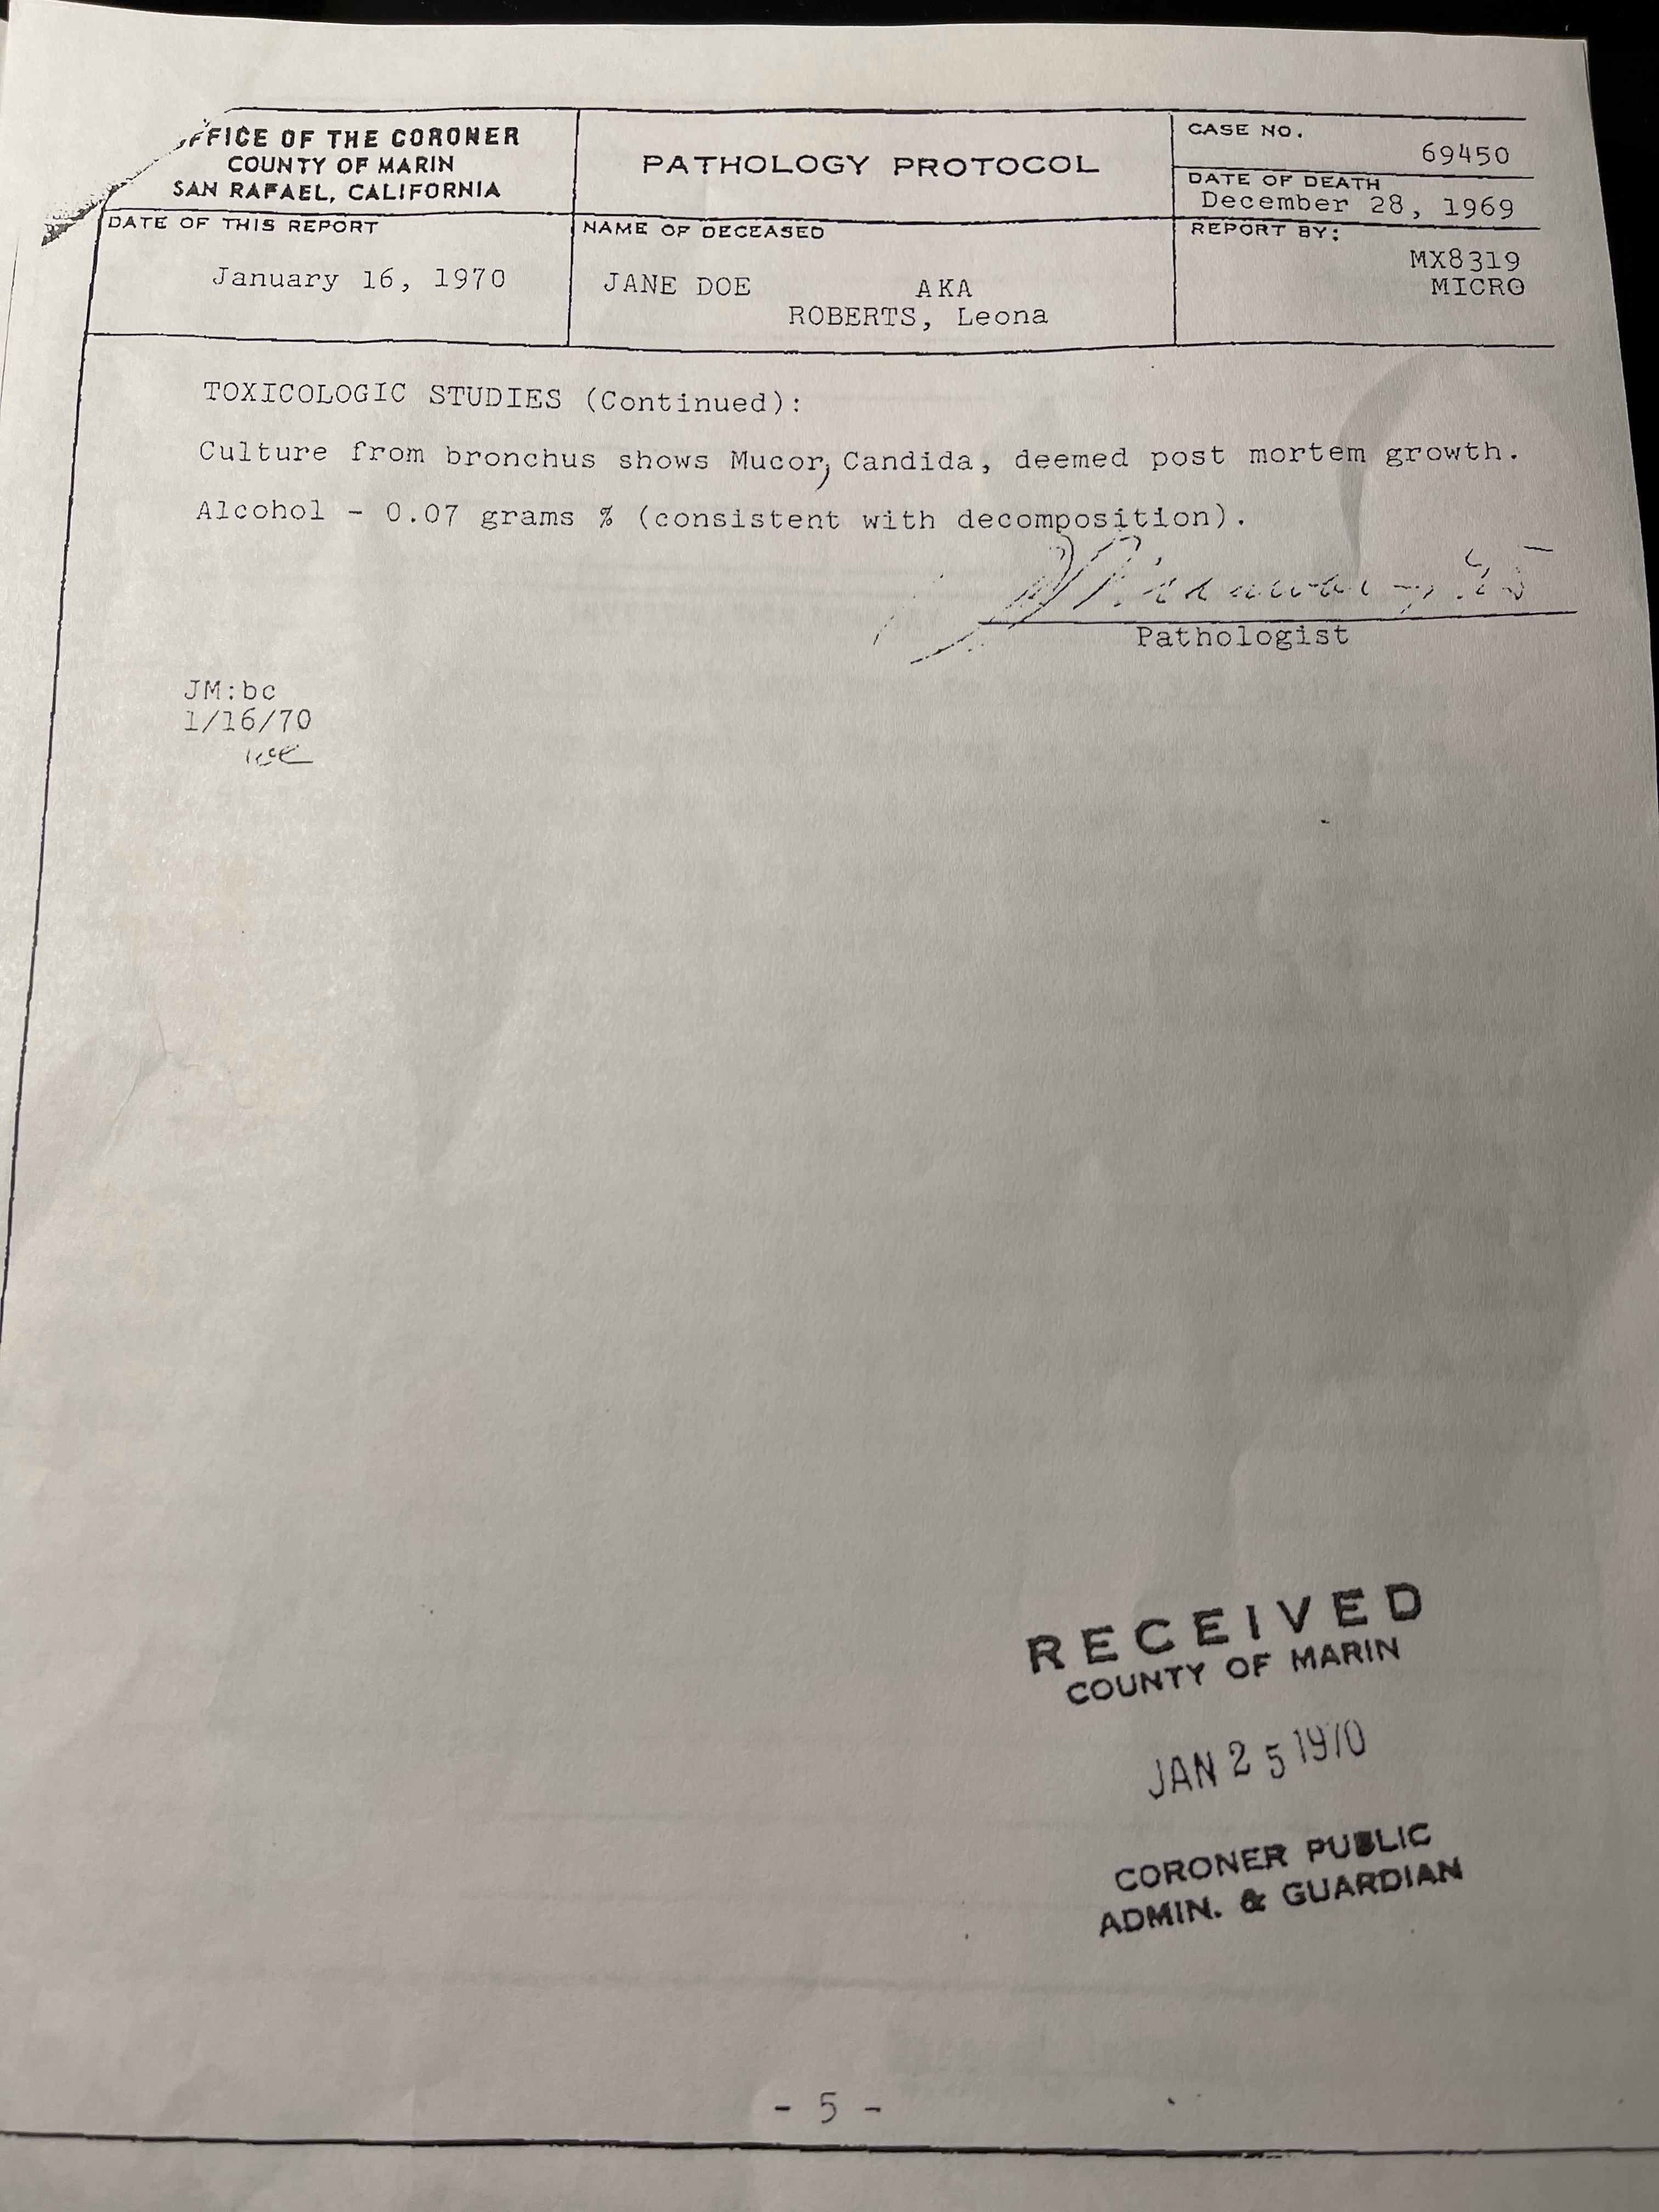 FFICE OF THE CORONER
COUNTY OF MARIN
SAN RAFAEL, CALIFORNIA
PATHOLOGY PROTOCOL
CASE NO.
69450
DATE OF DEATH
December 28, 1969
DATE OF THIS REPORT
January 16, 1970
NAME OF DECEASED
JANE DOE AKA
ROBERTS, Leona
REPORT BY:
MX8319
MICRO
TOXICOLOGIC STUDIES (Continued):
Culture from bronchus shows Mucor, Candida, deemed post mortem growth.
Alcohol - 0.07 grams % (consistent with decomposition).
Pathologist
JM:bc
1/16/70
RECEIVED
COUNTY OF MARIN
JAN 25 1970
CORONER PUBLIC
ADMIN. & GUARDIAN
- 5 -